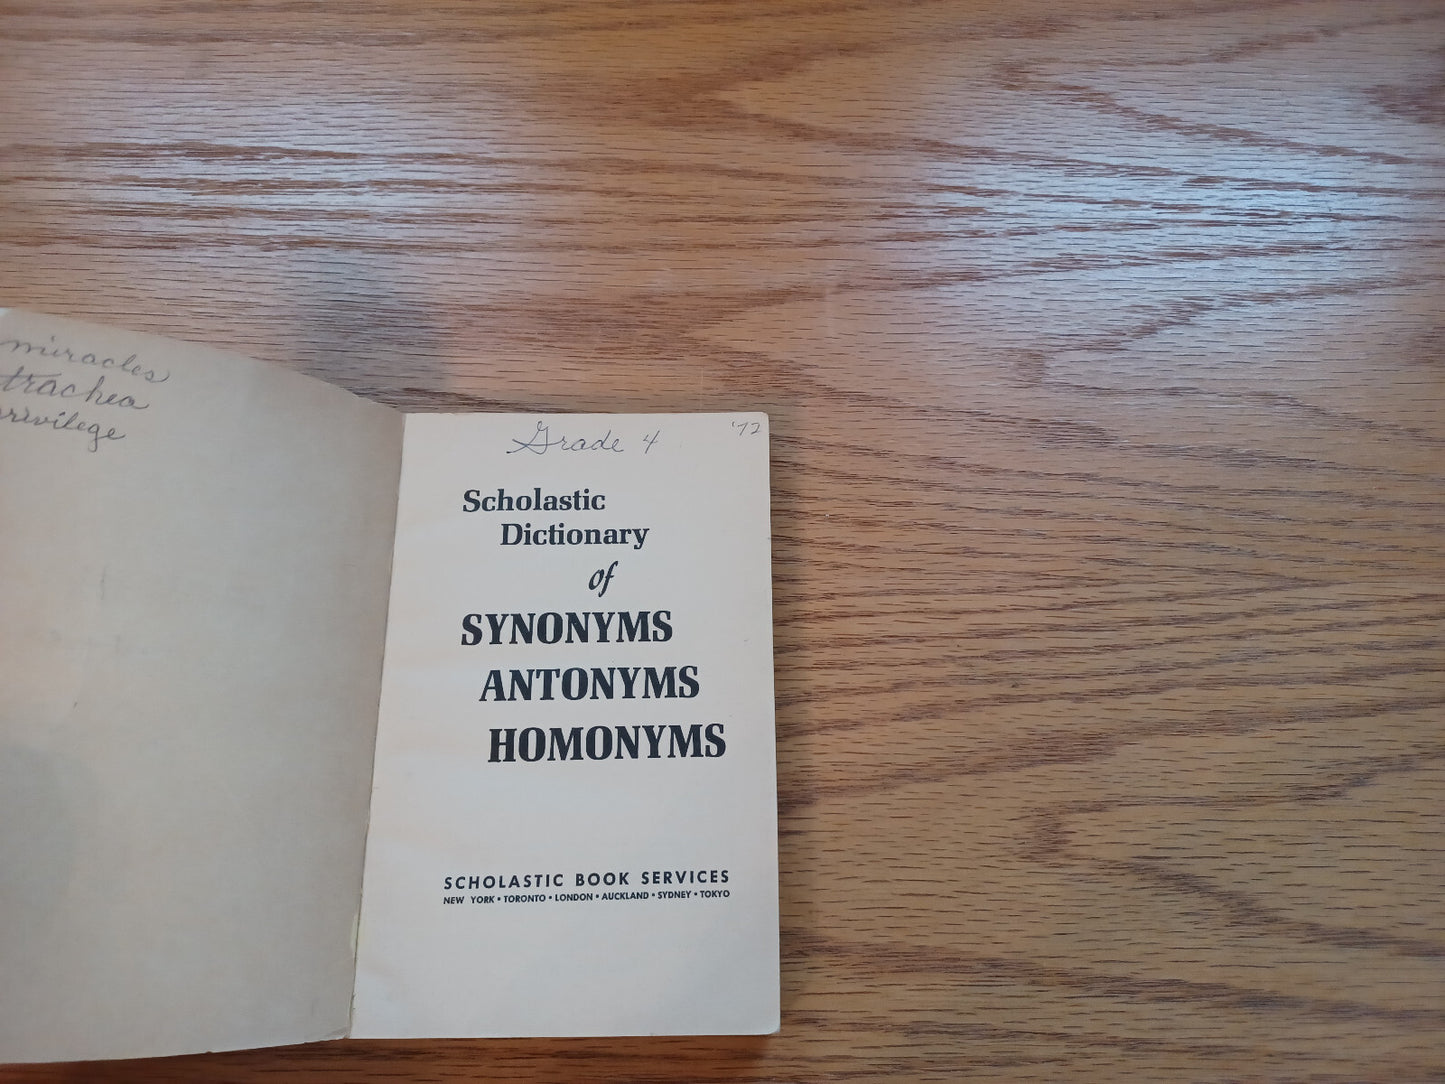 miracles
trachea
privilege
Grade 4
'72
Scholastic
Dictionary
of
SYNONYMS
ANTONYMS
HOMONYMS
SCHOLASTIC BOOK SERVICES
NEW YORK • TORONTO • LONDON • AUCKLAND • SYDNEY • TOKYO